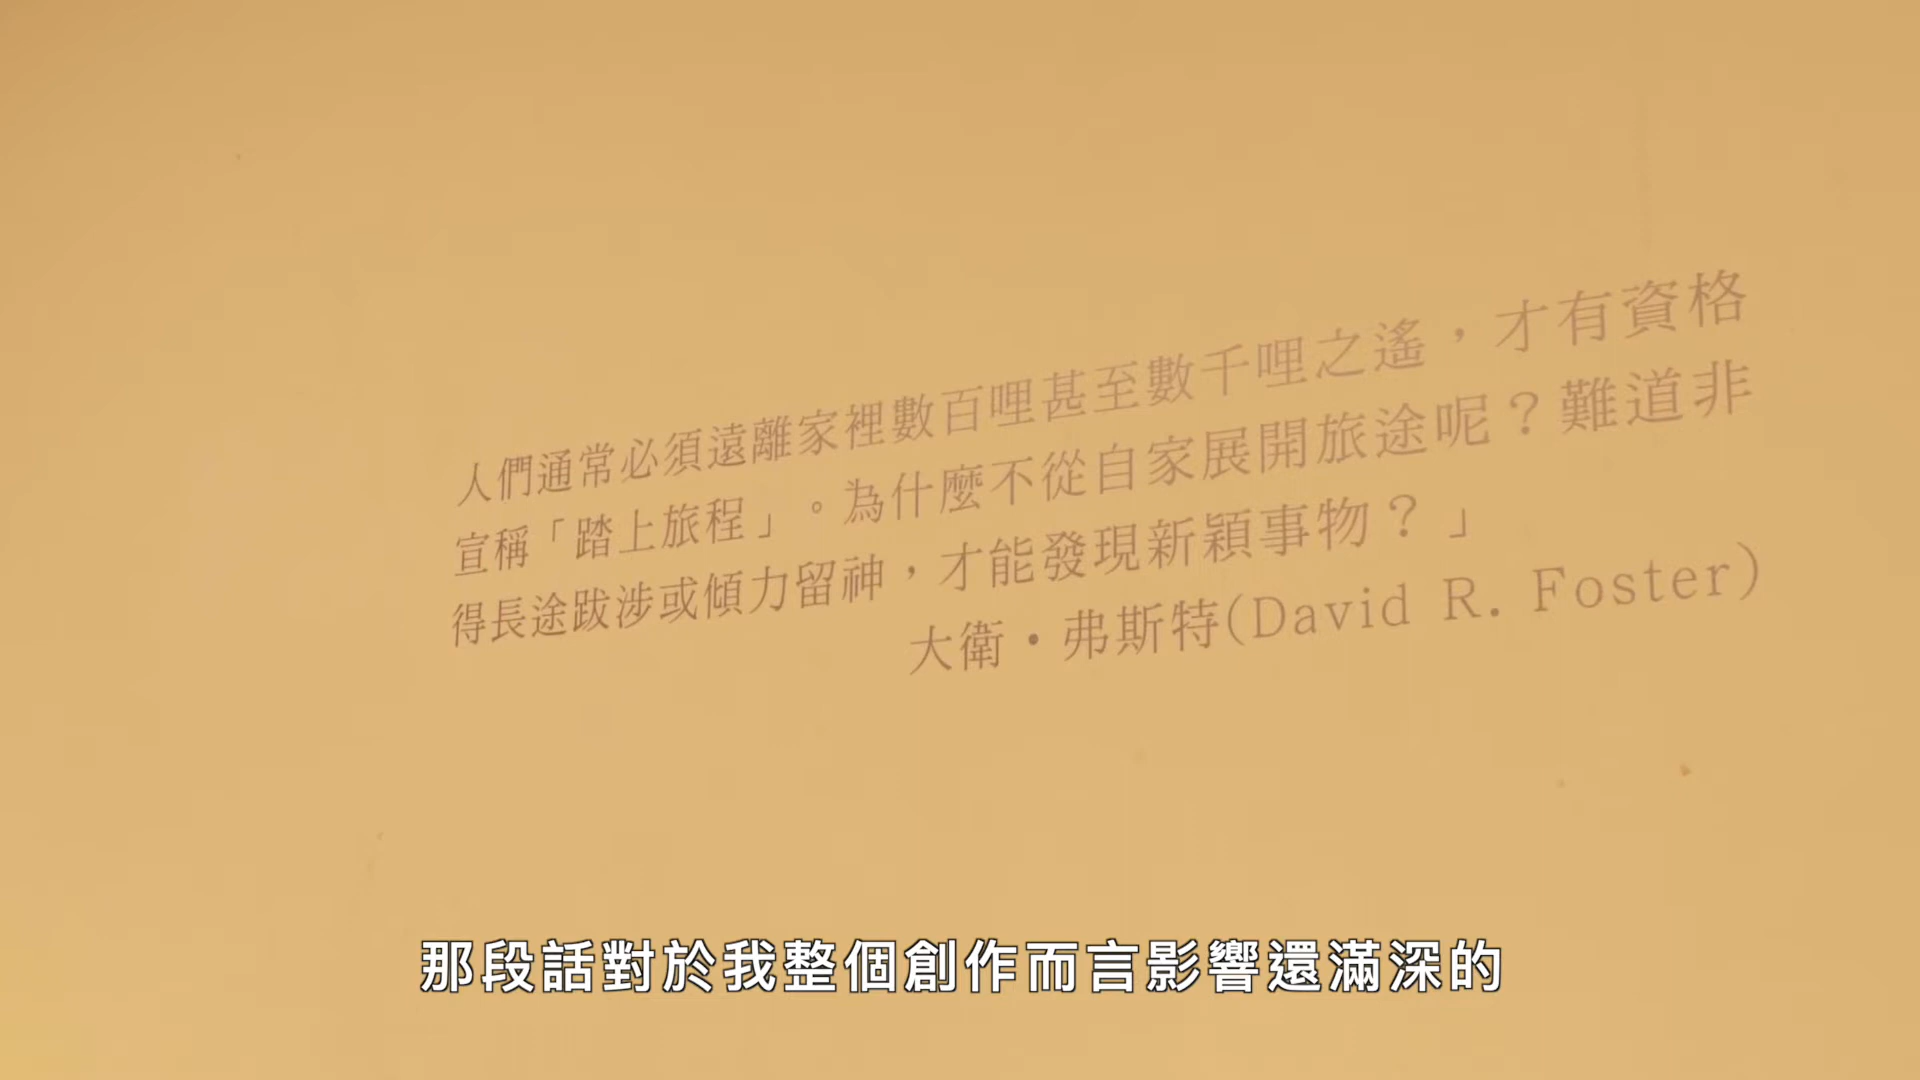 人們通常必須遠離家裡數百哩甚至數千哩之遙，才有資格
宣稱「踏上旅程」。為什麼不從自家展開旅途呢？難道非
得長途跋涉或傾力留神，才能發現新穎事物？」
大衛·弗斯特(David R. Foster)
那段話對於我整個創作而言影響還滿深的